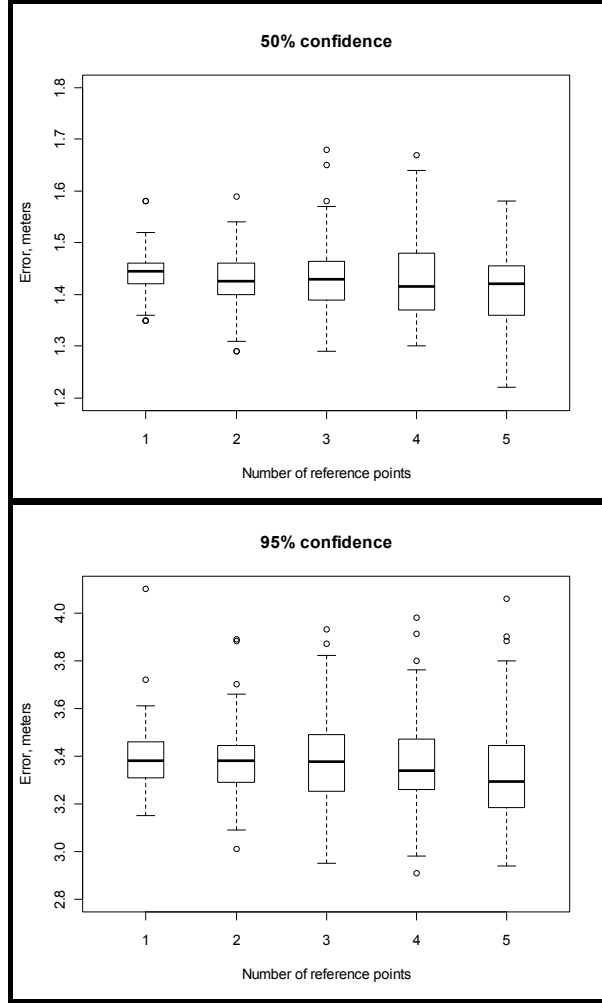 50% confidence
1.8
1.7
1.6
1.5
1.4
1.3
1.2
Error, meters
1 2 3 4 5
Number of reference points
95% confidence
4.0
3.8
3.6
3.4
3.2
3.0
2.8
Error, meters
1 2 3 4 5
Number of reference points